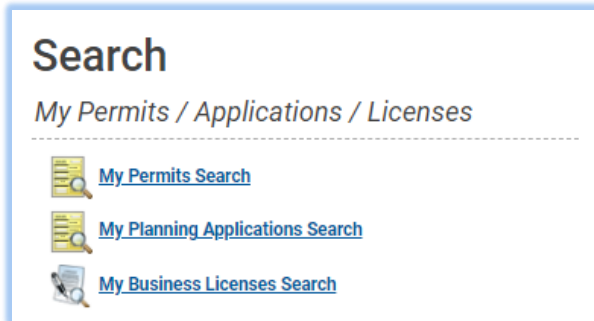 Search
My Permits / Applications / Licenses
My Permits Search
My Planning Applications Search
My Business Licenses Search